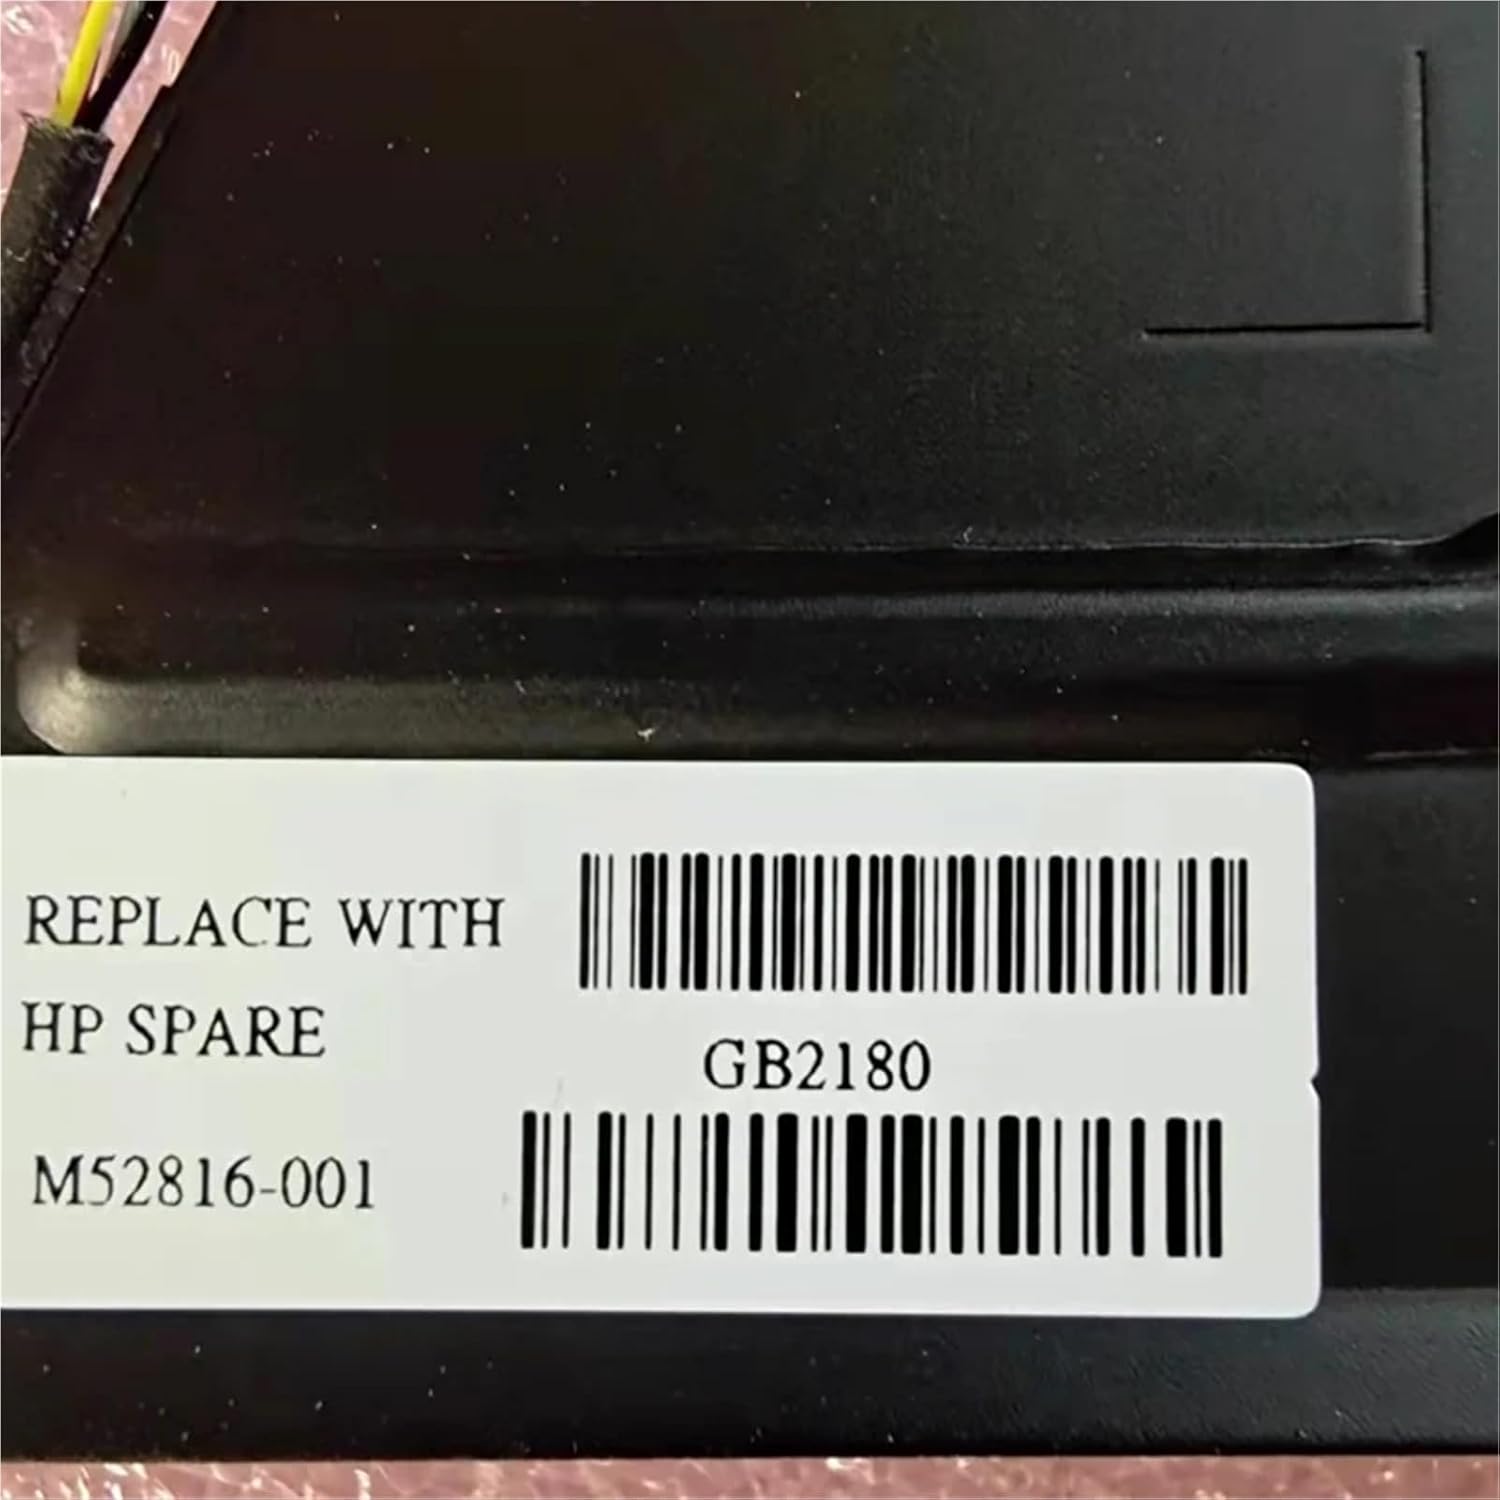 REPLACE WITH
HP SPARE
GB2180
M52816-001